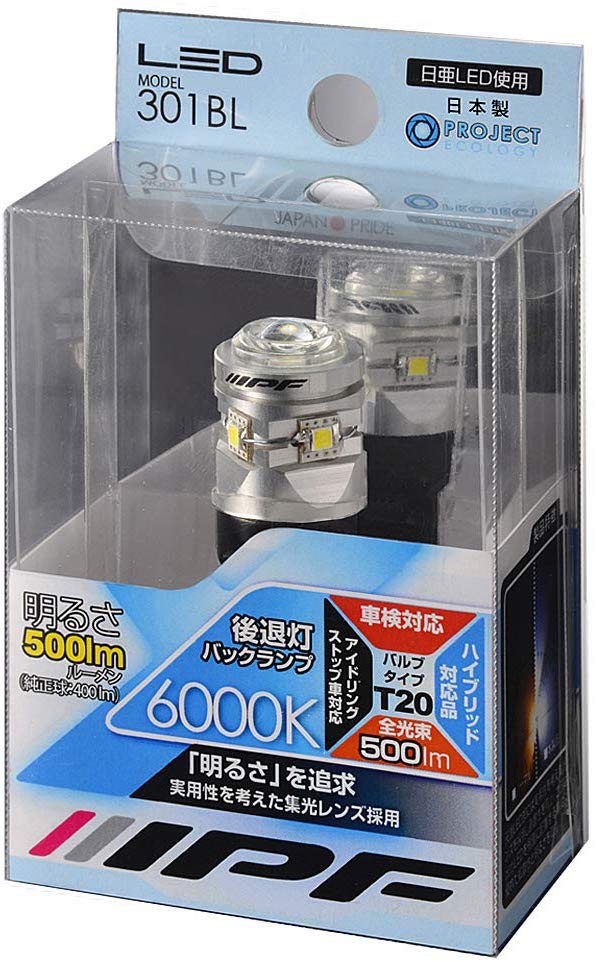 LED
MODEL
301BL
日亜LED使用
日本製
PROJECT
ECOLOGY
301BL
MODEL
JAPAN PRIDE
PROJECT
IPF
IPF
明るさ
500lm
ルーメン
(純正球:400lm)
後退灯
バックランプ
6000K
アイドリング
ストップ車対応
車検対応
バルブ
タイプ
T20
全光束
500lm
ハイブリッド
対応品
「明るさ」を追求
実用性を考えた集光レンズ採用
IPF